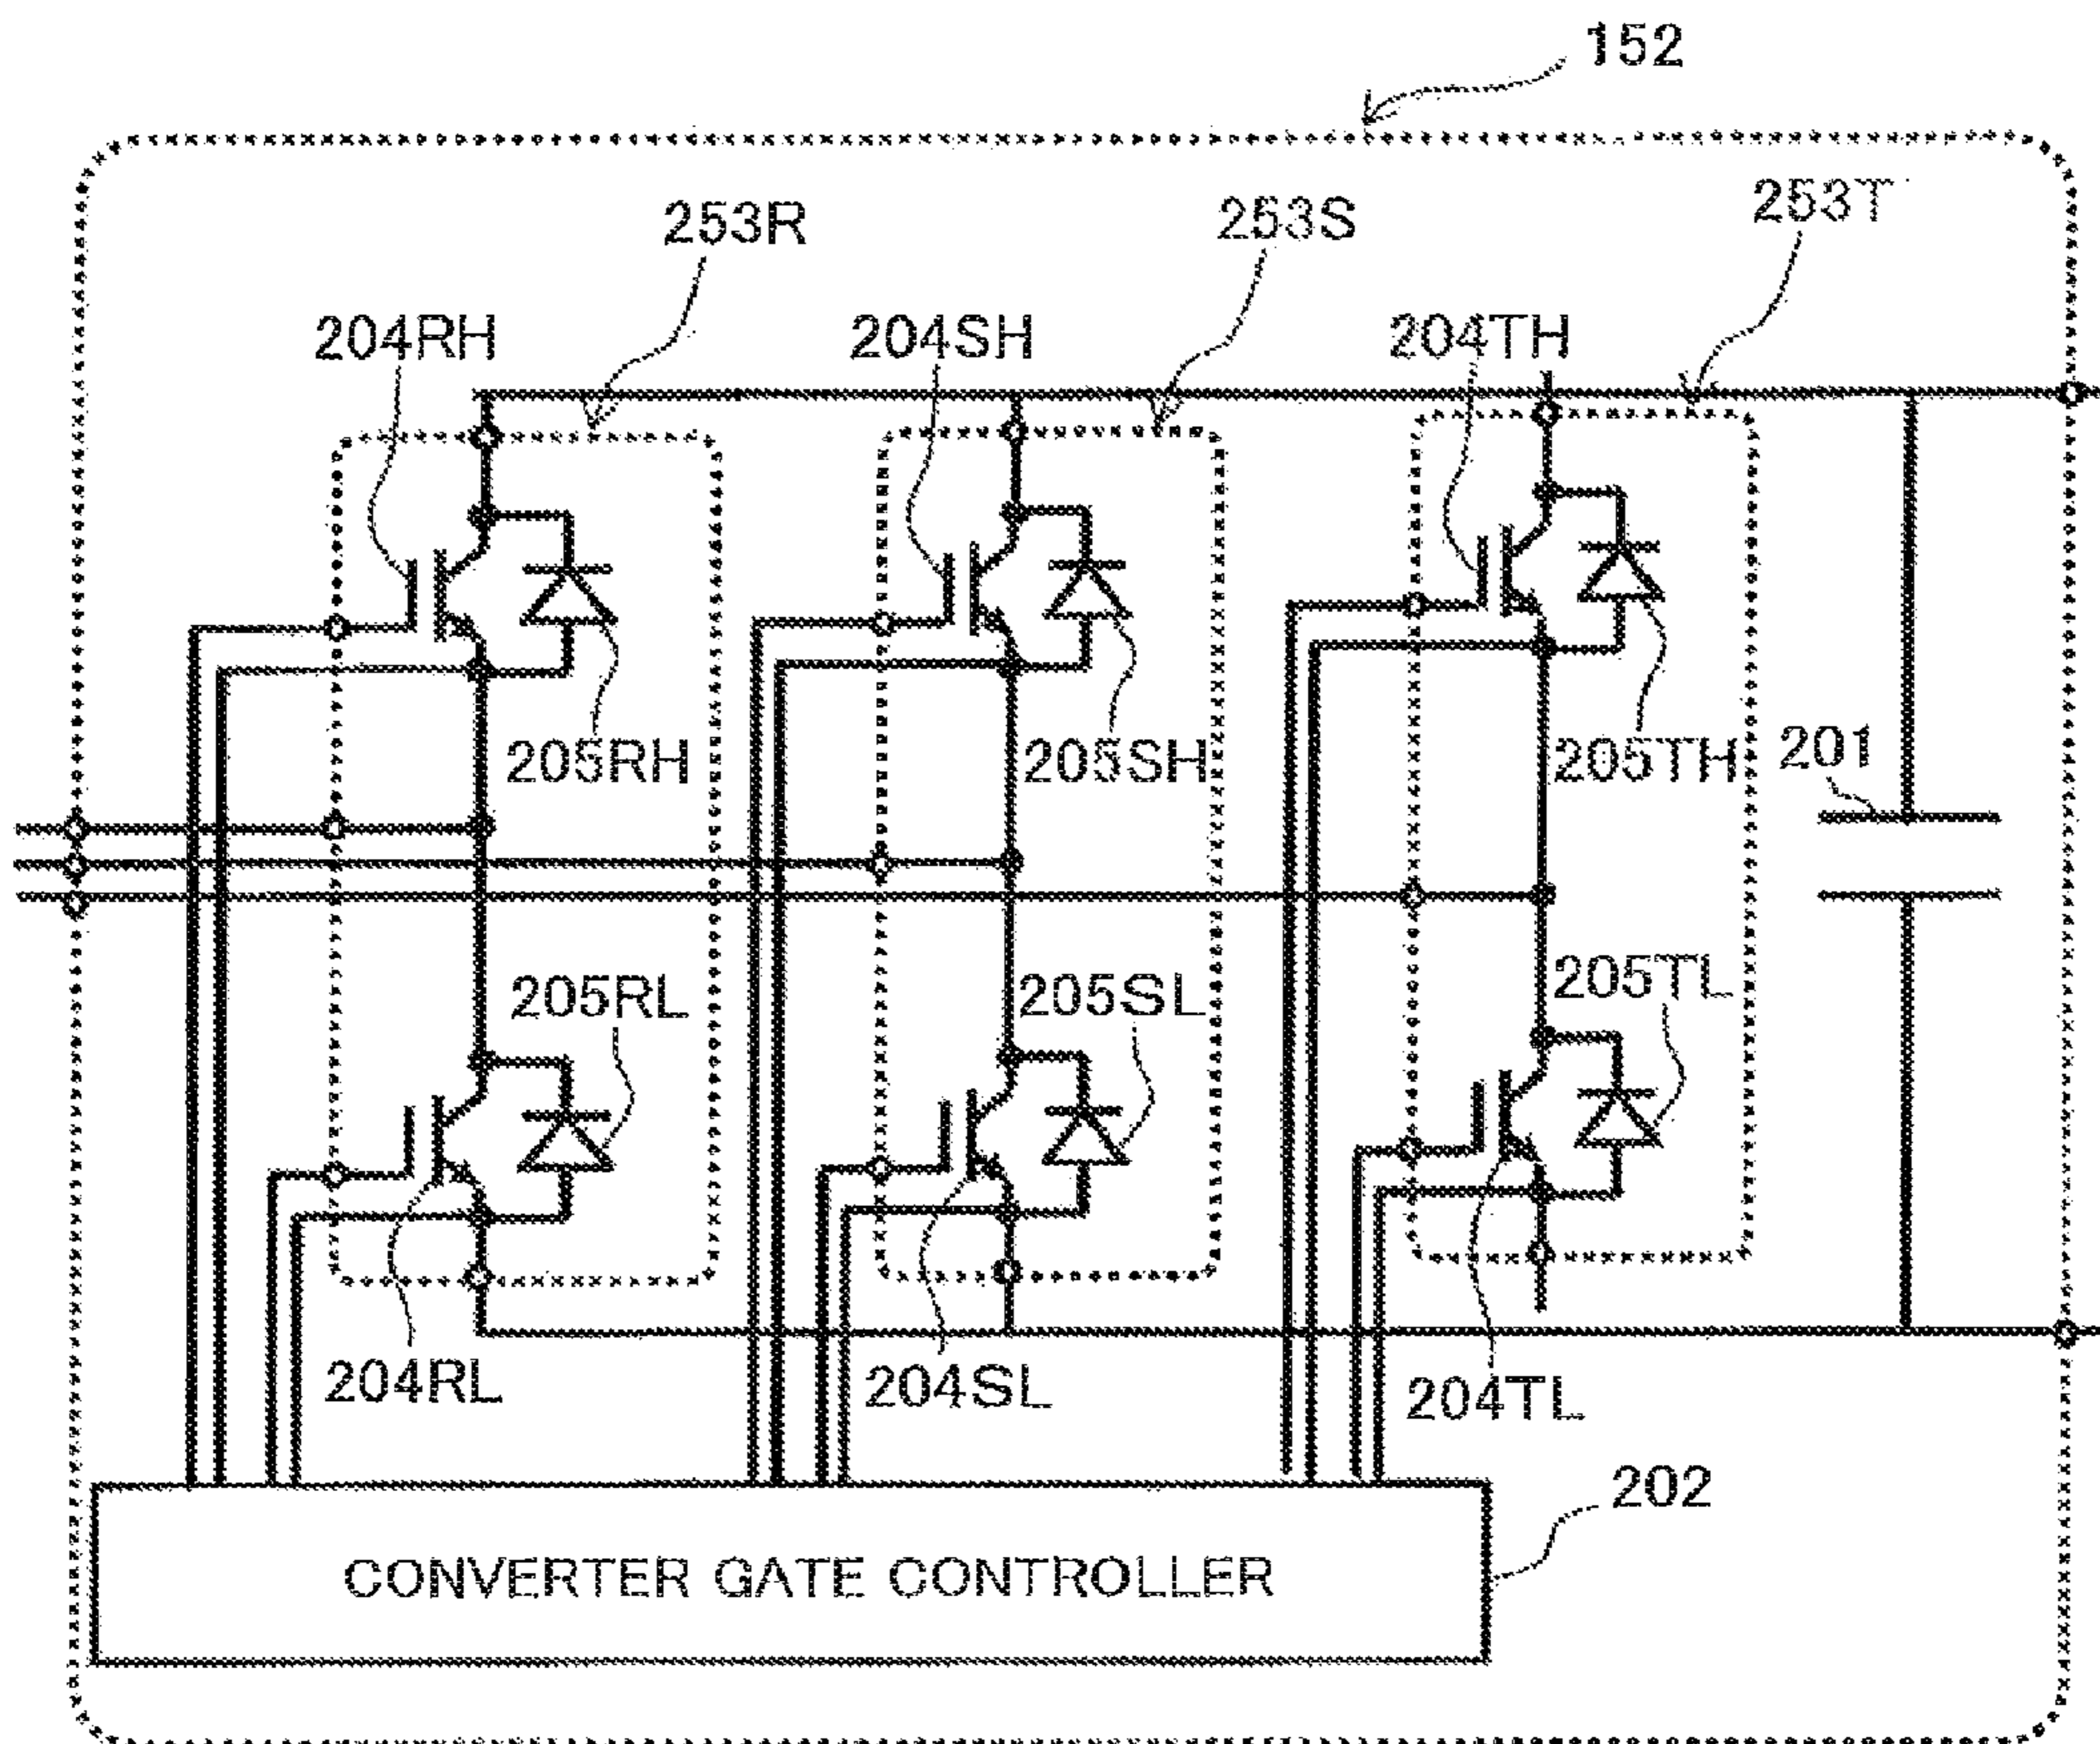 152
253R
253S
253T
204RH
204SH
204TH
205RH
205SH
205TH
201
205RL
205SL
205TL
204RL
204SL
204TL
202
CONVERTER GATE CONTROLLER